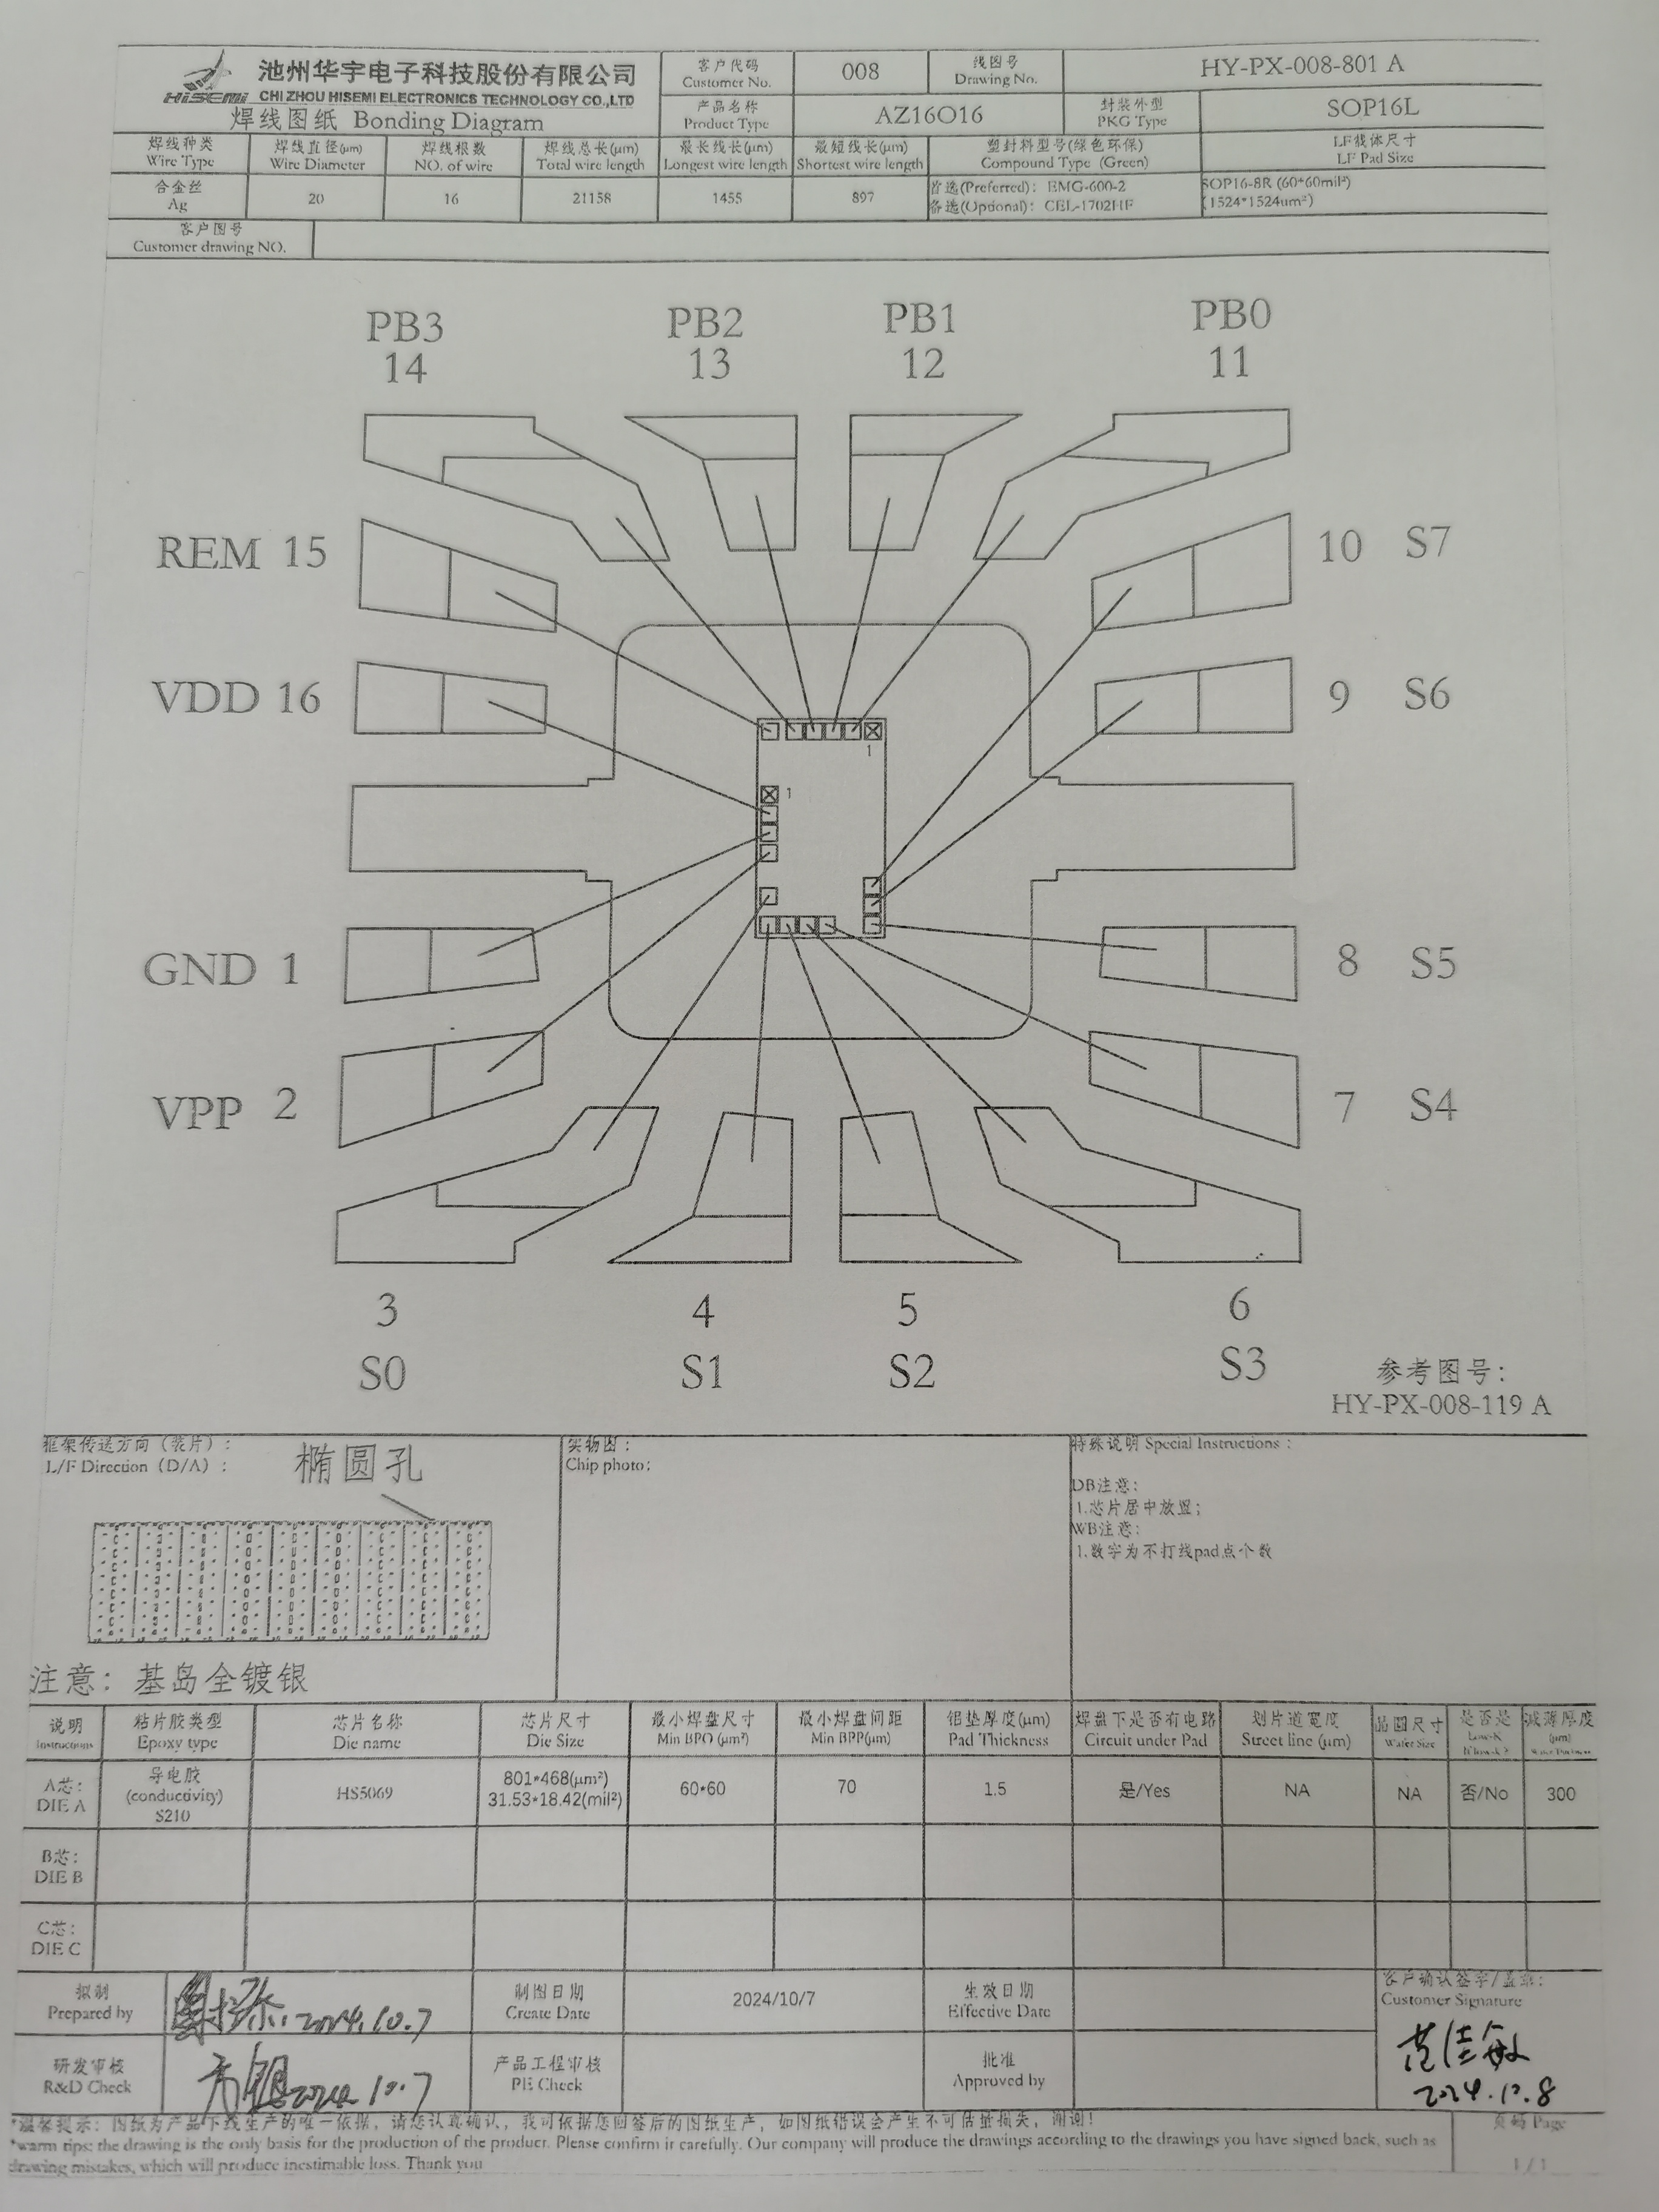 HiSEMi
池州华宇电子科技股份有限公司
CHI ZHOU HISEMI ELECTRONICS TECHNOLOGY CO.,LTD
焊线图纸 Bonding Diagram
客户代码
Customer No.
008
线图号
Drawing No.
HY-PX-008-801 A
产品名称
Product Type
AZ16O16
封装外型
PKG Type
SOP16L
焊线种类
Wire Type
焊线直径(μm)
Wire Diameter
焊线根数
NO. of wire
焊线总长(μm)
Total wire length
最长线长(μm)
Longest wire length
最短线长(μm)
Shortest wire length
塑封料型号(绿色环保)
Compound Type (Green)
LF载体尺寸
LF Pad Size
合金丝
Ag
20
16
21158
1455
897
首选(Preferred): EMG-600-2
备选(Optional): CEL-1702HF
SOP16-8R (60*60mil²)
(1524*1524um²)
客户图号
Customer drawing NO.
PB3
14
PB2
13
PB1
12
PB0
11
REM 15
10 S7
VDD 16
9 S6
1
1
GND 1
8 S5
VPP 2
7 S4
3
S0
4
S1
5
S2
6
S3
参考图号:
HY-PX-008-119 A
框架传送方向(装片):
L/F Direction (D/A):
椭圆孔
注意: 基岛全镀银
实物图:
Chip photo:
特殊说明 Special Instructions :
DB注意:
1.芯片居中放置;
WB注意:
1.数字为不打线pad点个数
说明
Instructions
粘片胶类型
Epoxy type
芯片名称
Die name
芯片尺寸
Die Size
最小焊盘尺寸
Min BPO (μm²)
最小焊盘间距
Min BPP(μm)
铝垫厚度(μm)
Pad Thickness
焊盘下是否有电路
Circuit under Pad
划片道宽度
Street line (μm)
晶圆尺寸
Wafer Size
是否是
Low-K
减薄厚度
(μm)
A芯:
DIE A
导电胶
(conductivity)
S210
HS5069
801*468(μm²)
31.53*18.42(mil²)
60*60
70
1.5
是/Yes
NA
NA
否/No
300
B芯:
DIE B
C芯:
DIE C
拟制
Prepared by
2024.10.7
制图日期
Create Date
2024/10/7
生效日期
Effective Date
客户确认签字/盖章:
Customer Signature
范佳敏
2024.10.8
研发审核
R&D Check
2024.10.7
产品工程审核
PE Check
批准
Approved by
*温馨提示: 图纸为产品下线生产的唯一依据, 请您认真确认, 我司依据您回签后的图纸生产, 如图纸错误会产生不可估量损失, 谢谢!
*warm tips: the drawing is the only basis for the production of the product. Please confirm it carefully. Our company will produce the drawings according to the drawings you have signed back, such as
drawing mistakes, which will produce inestimable loss. Thank you
页码 Page
1 / 1